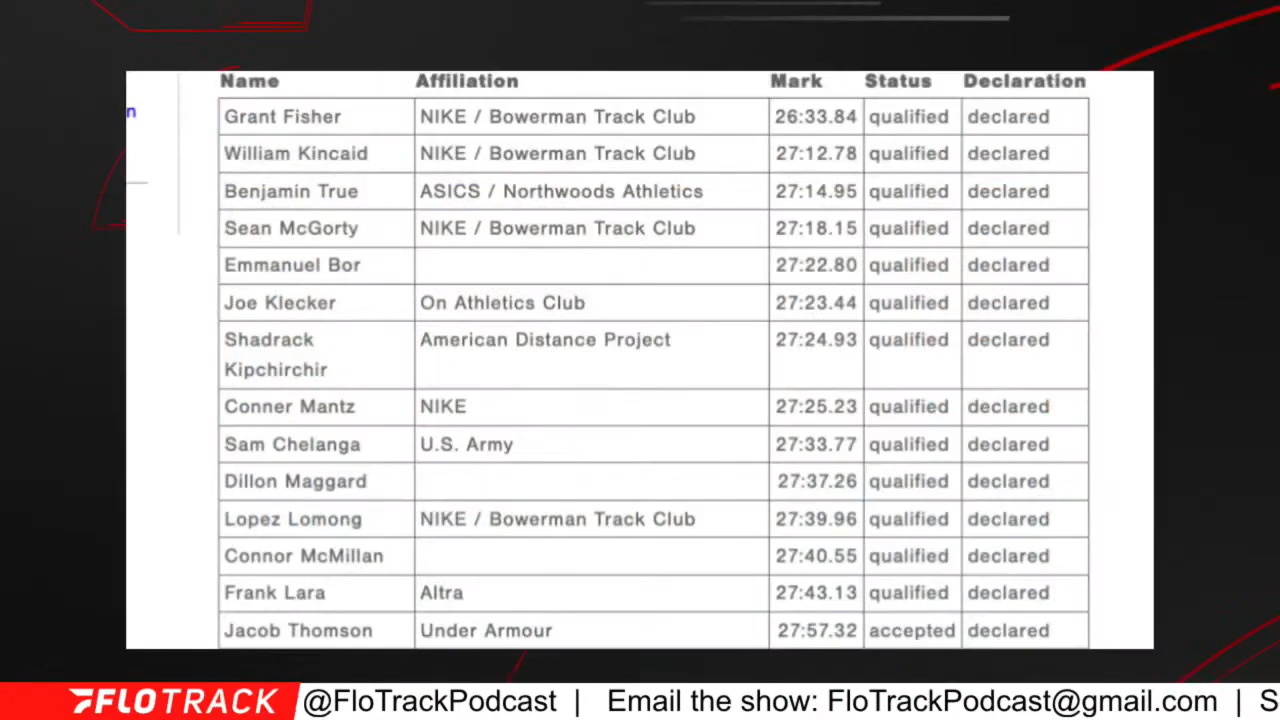 Name Affiliation Mark Status Declaration
n
Grant Fisher NIKE / Bowerman Track Club 26:33.84 qualified declared
William Kincaid NIKE / Bowerman Track Club 27:12.78 qualified declared
Benjamin True ASICS / Northwoods Athletics 27:14.95 qualified declared
Sean McGorty NIKE / Bowerman Track Club 27:18.15 qualified declared
Emmanuel Bor 27:22.80 qualified declared
Joe Klecker On Athletics Club 27:23.44 qualified declared
Shadrack American Distance Project 27:24.93 qualified declared
Kipchirchir
Conner Mantz NIKE 27:25.23 qualified declared
Sam Chelanga U.S. Army 27:33.77 qualified declared
Dillon Maggard 27:37.26 qualified declared
Lopez Lomong NIKE / Bowerman Track Club 27:39.96 qualified declared
Connor McMillan 27:40.55 qualified declared
Frank Lara Altra 27:43.13 qualified declared
Jacob Thomson Under Armour 27:57.32 accepted declared
FLOTRACK @FloTrackPodcast | Email the show: FloTrackPodcast@gmail.com | S